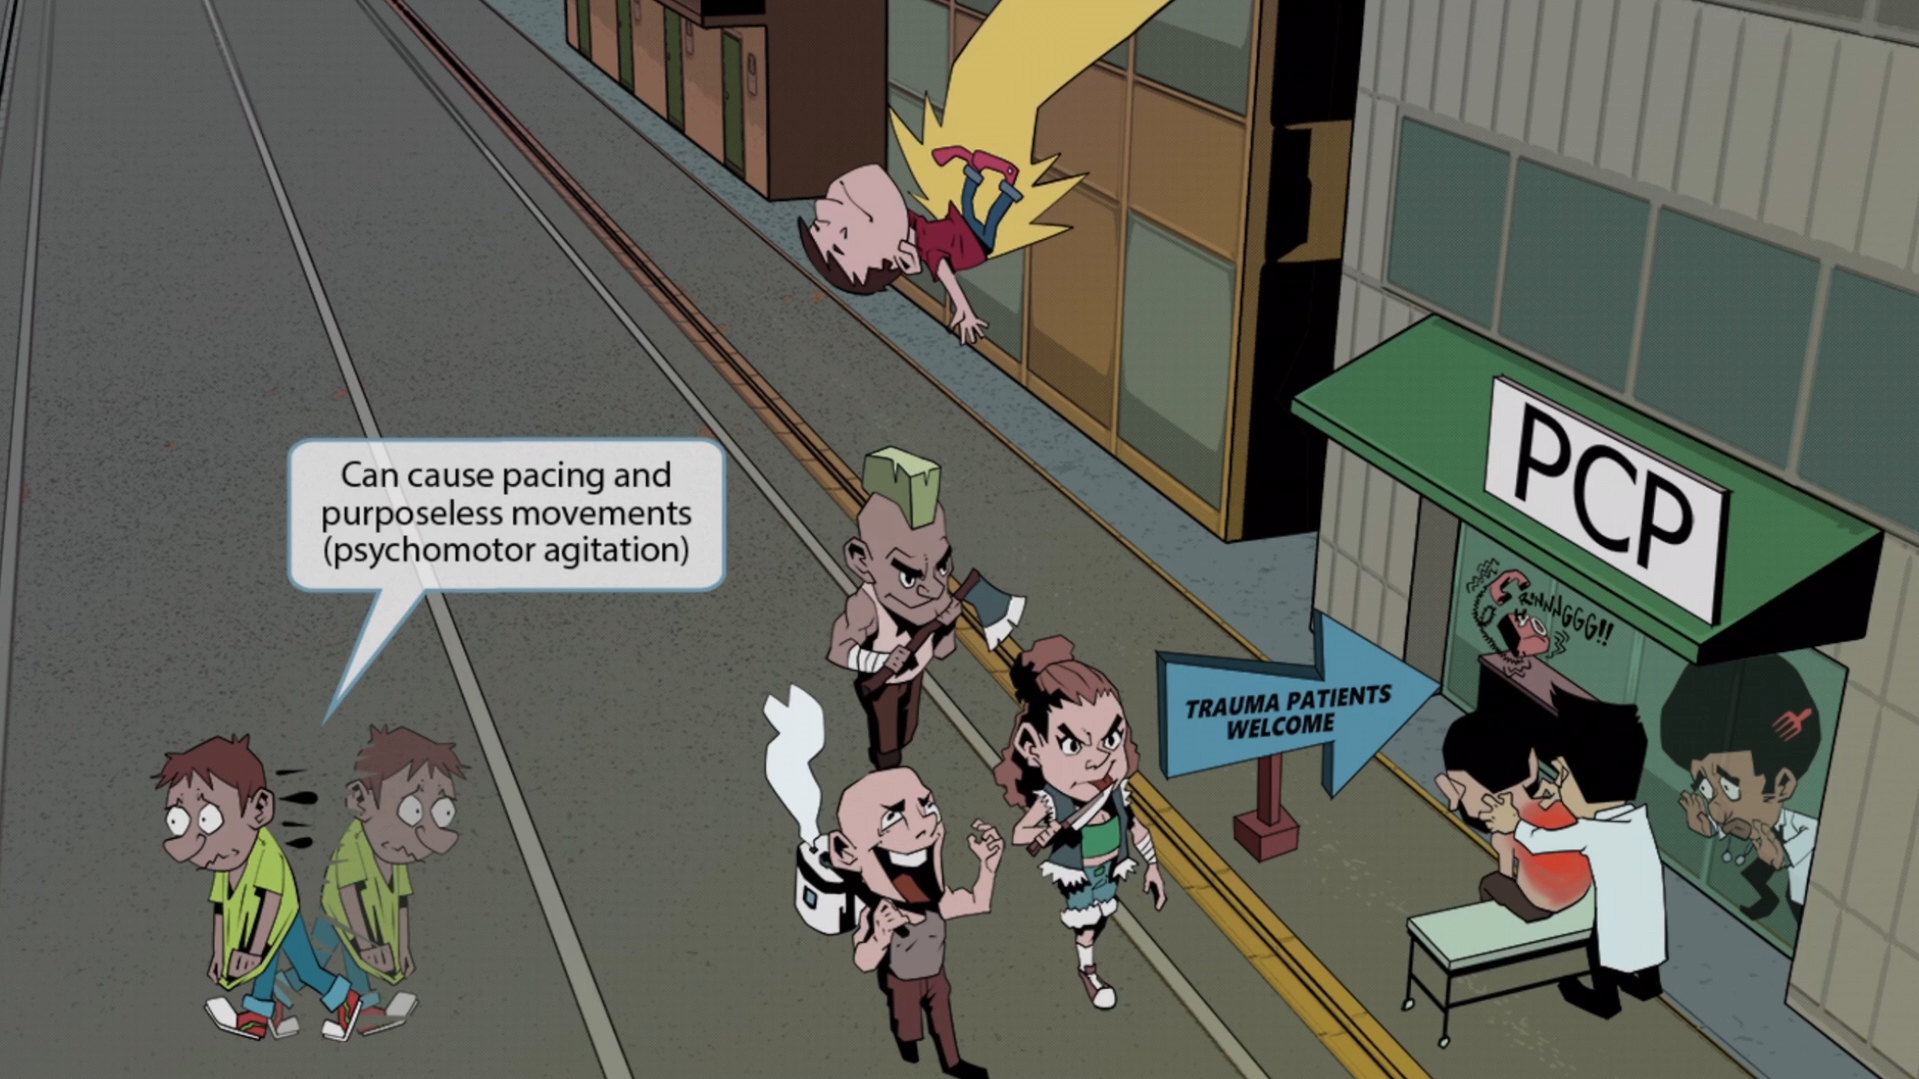 Can cause pacing and
purposeless movements
(psychomotor agitation)
PCP
TRAUMA PATIENTS
WELCOME